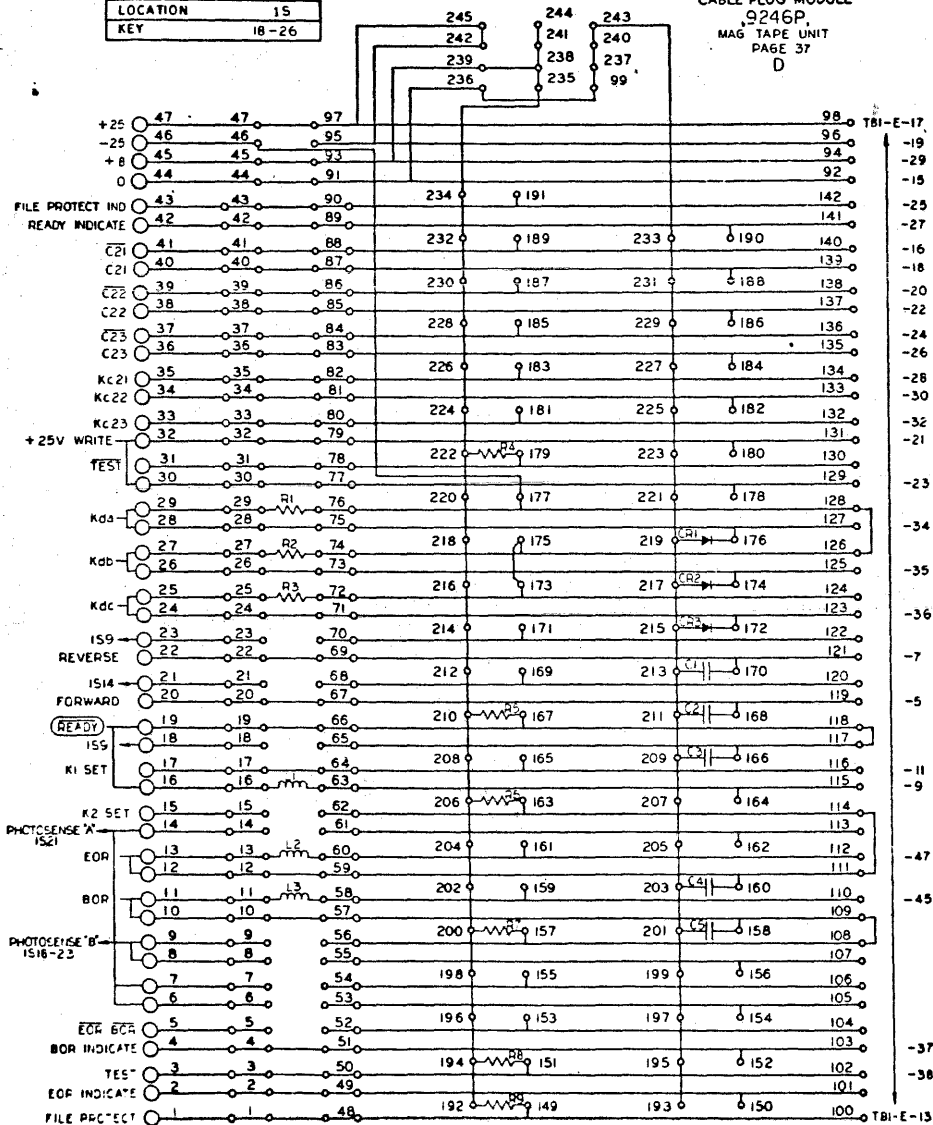 LOCATION 15
KEY 18-26
CABLE PLUG MODULE
9246P
MAG TAPE UNIT
PAGE 37
D
245 244 243
242 241 240
239 238 237
236 235 99
+25 47 47 97 98 TB1-E-17
-25 46 46 95 96 -19
+8 45 45 93 94 -29
0 44 44 91 92 -15
FILE PROTECT IND 43 43 90 234 191 142 -25
READY INDICATE 42 42 89 141 -27
C21 41 41 88 232 189 233 190 140 -16
C21 40 40 87 139 -18
C22 39 39 86 230 187 231 188 138 -20
C22 38 38 85 137 -22
C23 37 37 84 228 185 229 186 136 -24
C23 36 36 83 135 -26
Kc21 35 35 82 226 183 227 184 134 -28
Kc22 34 34 81 133 -30
Kc23 33 33 80 224 181 225 182 132 -32
+25V WRITE 32 32 79 131 -21
TEST 31 31 78 222 R4 179 223 180 130
30 30 77 129 -23
Kda 29 29 R1 76 220 177 221 178 128
28 28 75 127 -34
Kdb 27 27 R2 74 218 175 219 CR1 176 126
26 26 73 125 -35
Kdc 25 25 R3 72 216 173 217 CR2 174 124
24 24 71 123 -36
1S9 23 23 70 214 171 215 CR3 172 122
REVERSE 22 22 69 121 -7
1S14 21 21 68 212 169 213 C1 170 120
FORWARD 20 20 67 119 -5
READY 19 19 66 210 R5 167 211 C2 168 118
1S9 18 18 65 117
K1 SET 17 17 64 208 165 209 C3 166 116 -11
16 16 L1 63 115 -9
K2 SET 15 15 62 206 R6 163 207 164 114
PHOTOSENSE "A" 14 14 61 113
1S21
EOR 13 13 L2 60 204 161 205 162 112 -47
12 12 59 111
BOR 11 11 L3 58 202 159 203 C4 160 110 -45
10 10 57 109
PHOTOSENSE "B" 9 9 56 200 R7 157 201 C5 158 108
1S16-23 8 8 55 107
7 7 54 198 155 199 156 106
6 6 53 105
EOR BOR 5 5 52 196 153 197 154 104
BOR INDICATE 4 4 51 103 -37
TEST 3 3 50 194 R8 151 195 152 102 -38
EOR INDICATE 2 2 49 101
FILE PROTECT 1 1 48 192 R9 149 193 150 100 TB1-E-13